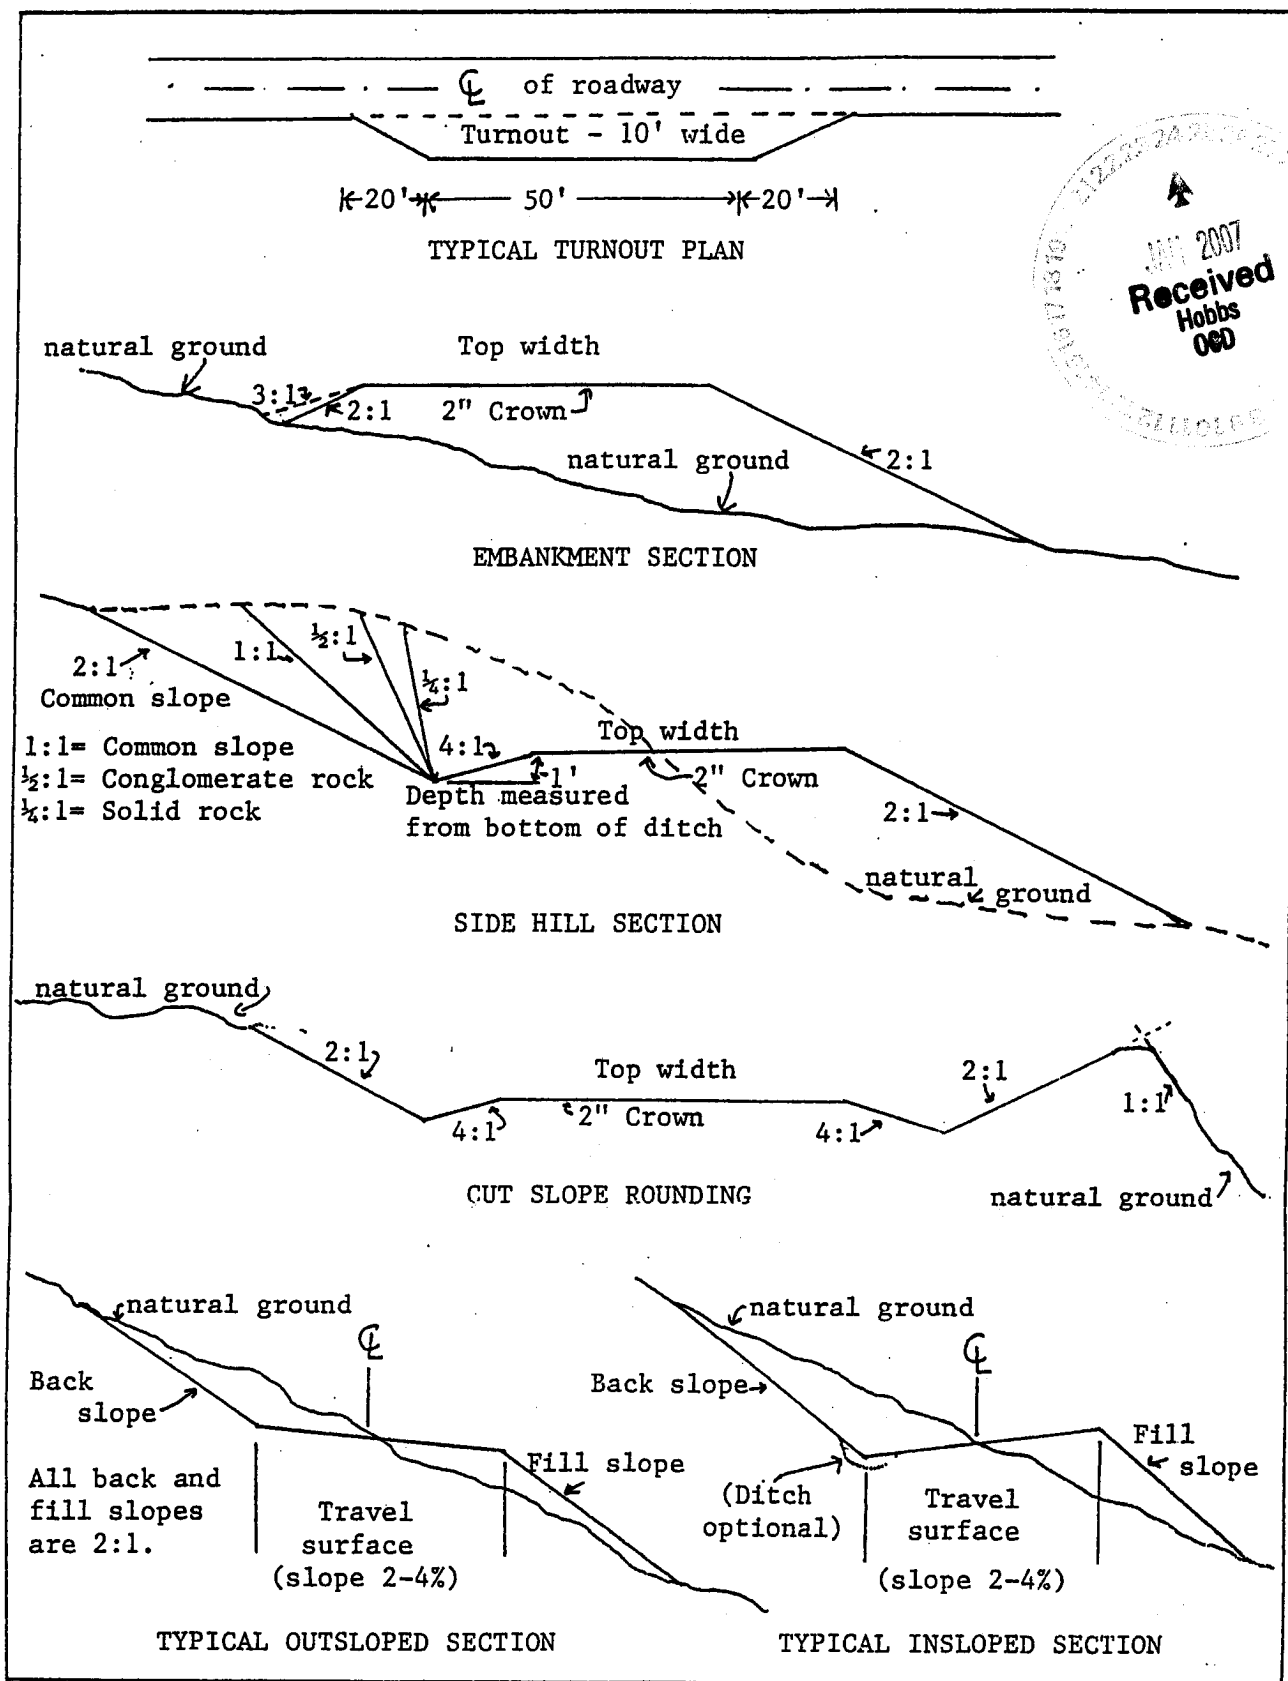 ℄ of roadway
Turnout - 10' wide
20' 50' 20'
TYPICAL TURNOUT PLAN
JAN 2007
Received
Hobbs
OCD
natural ground
Top width
3:1
2:1
2" Crown
natural ground
2:1
EMBANKMENT SECTION
2:1
Common slope
1:1
½:1
¼:1
1:1= Common slope
½:1= Conglomerate rock
¼:1= Solid rock
4:1
1'
Depth measured
from bottom of ditch
Top width
2" Crown
2:1
natural
ground
SIDE HILL SECTION
natural ground
2:1
4:1
Top width
2" Crown
4:1
2:1
1:1
natural ground
CUT SLOPE ROUNDING
natural ground
℄
Back
slope
Fill slope
All back and
fill slopes
are 2:1.
Travel
surface
(slope 2-4%)
TYPICAL OUTSLOPED SECTION
natural ground
℄
Back slope
Fill
slope
(Ditch
optional)
Travel
surface
(slope 2-4%)
TYPICAL INSLOPED SECTION